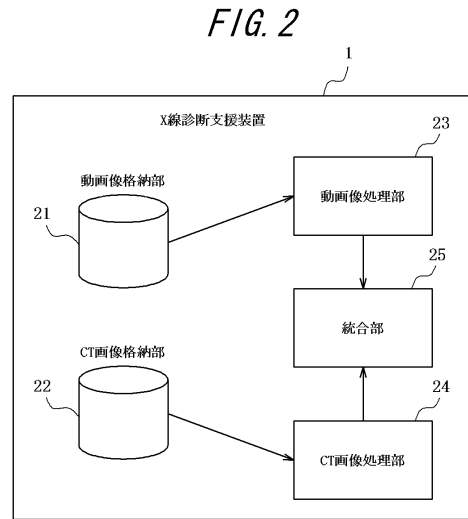 FIG. 2
1
X線診断支援装置
23
動画像格納部
動画像処理部
21
25
統合部
CT画像格納部
22
24
CT画像処理部